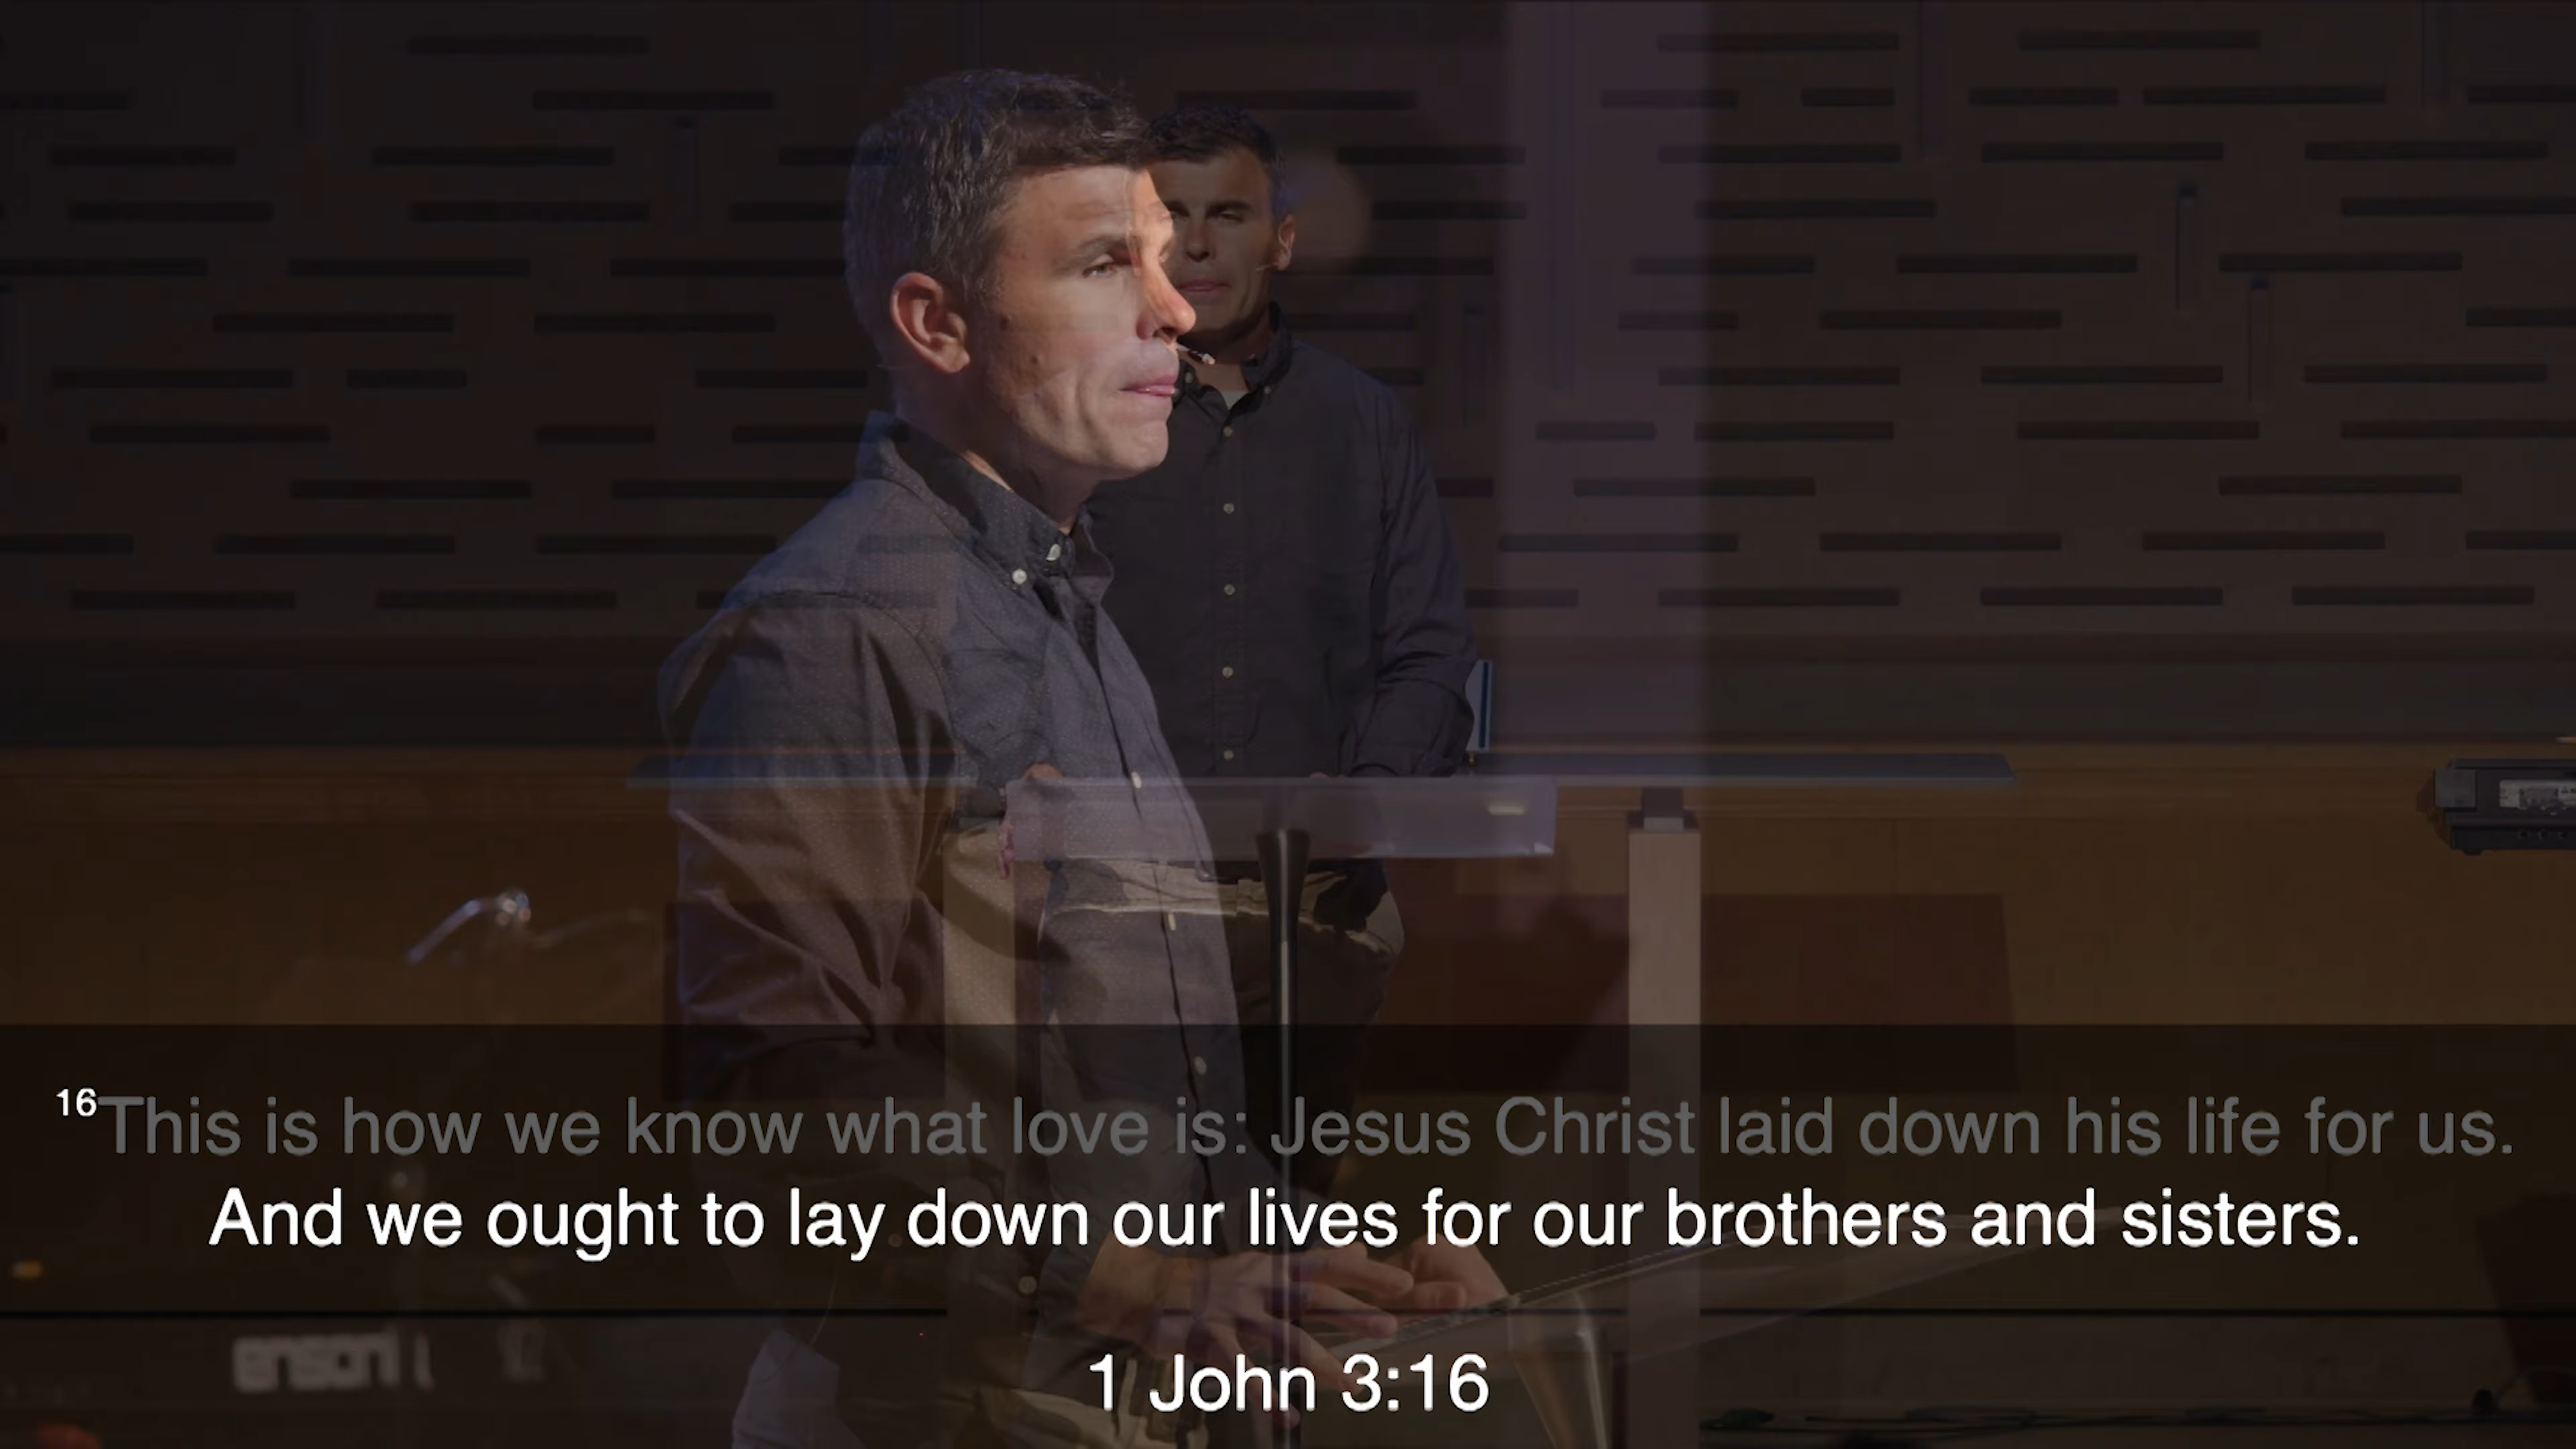 16This is how we know what love is: Jesus Christ laid down his life for us.
And we ought to lay down our lives for our brothers and sisters.
1 John 3:16